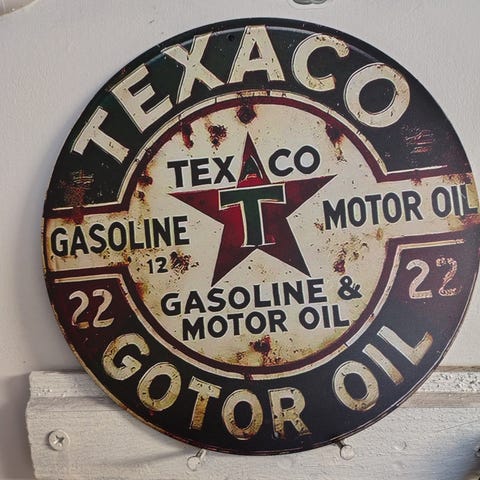 TEXACO
TEXACO
T
GASOLINE
MOTOR OIL
12
GASOLINE &
MOTOR OIL
22
22
GOTOR OIL